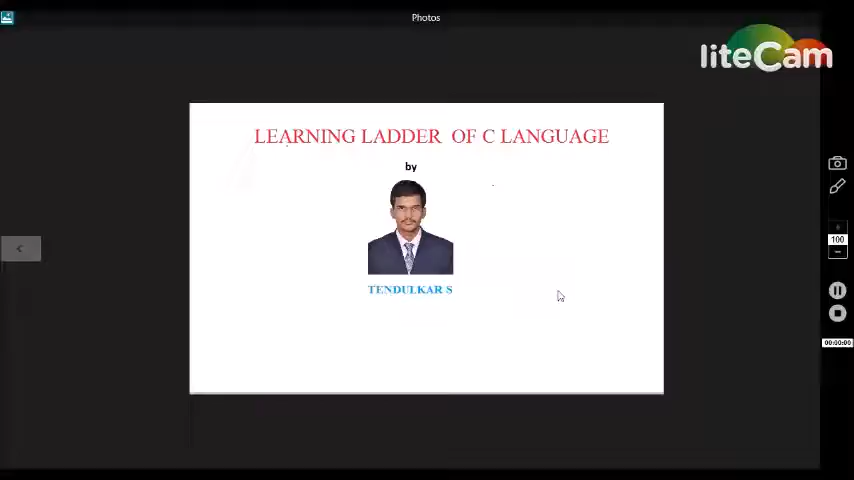 Photos
liteCam
LEARNING LADDER OF C LANGUAGE
by
TENDULKAR S
100
00:00:00